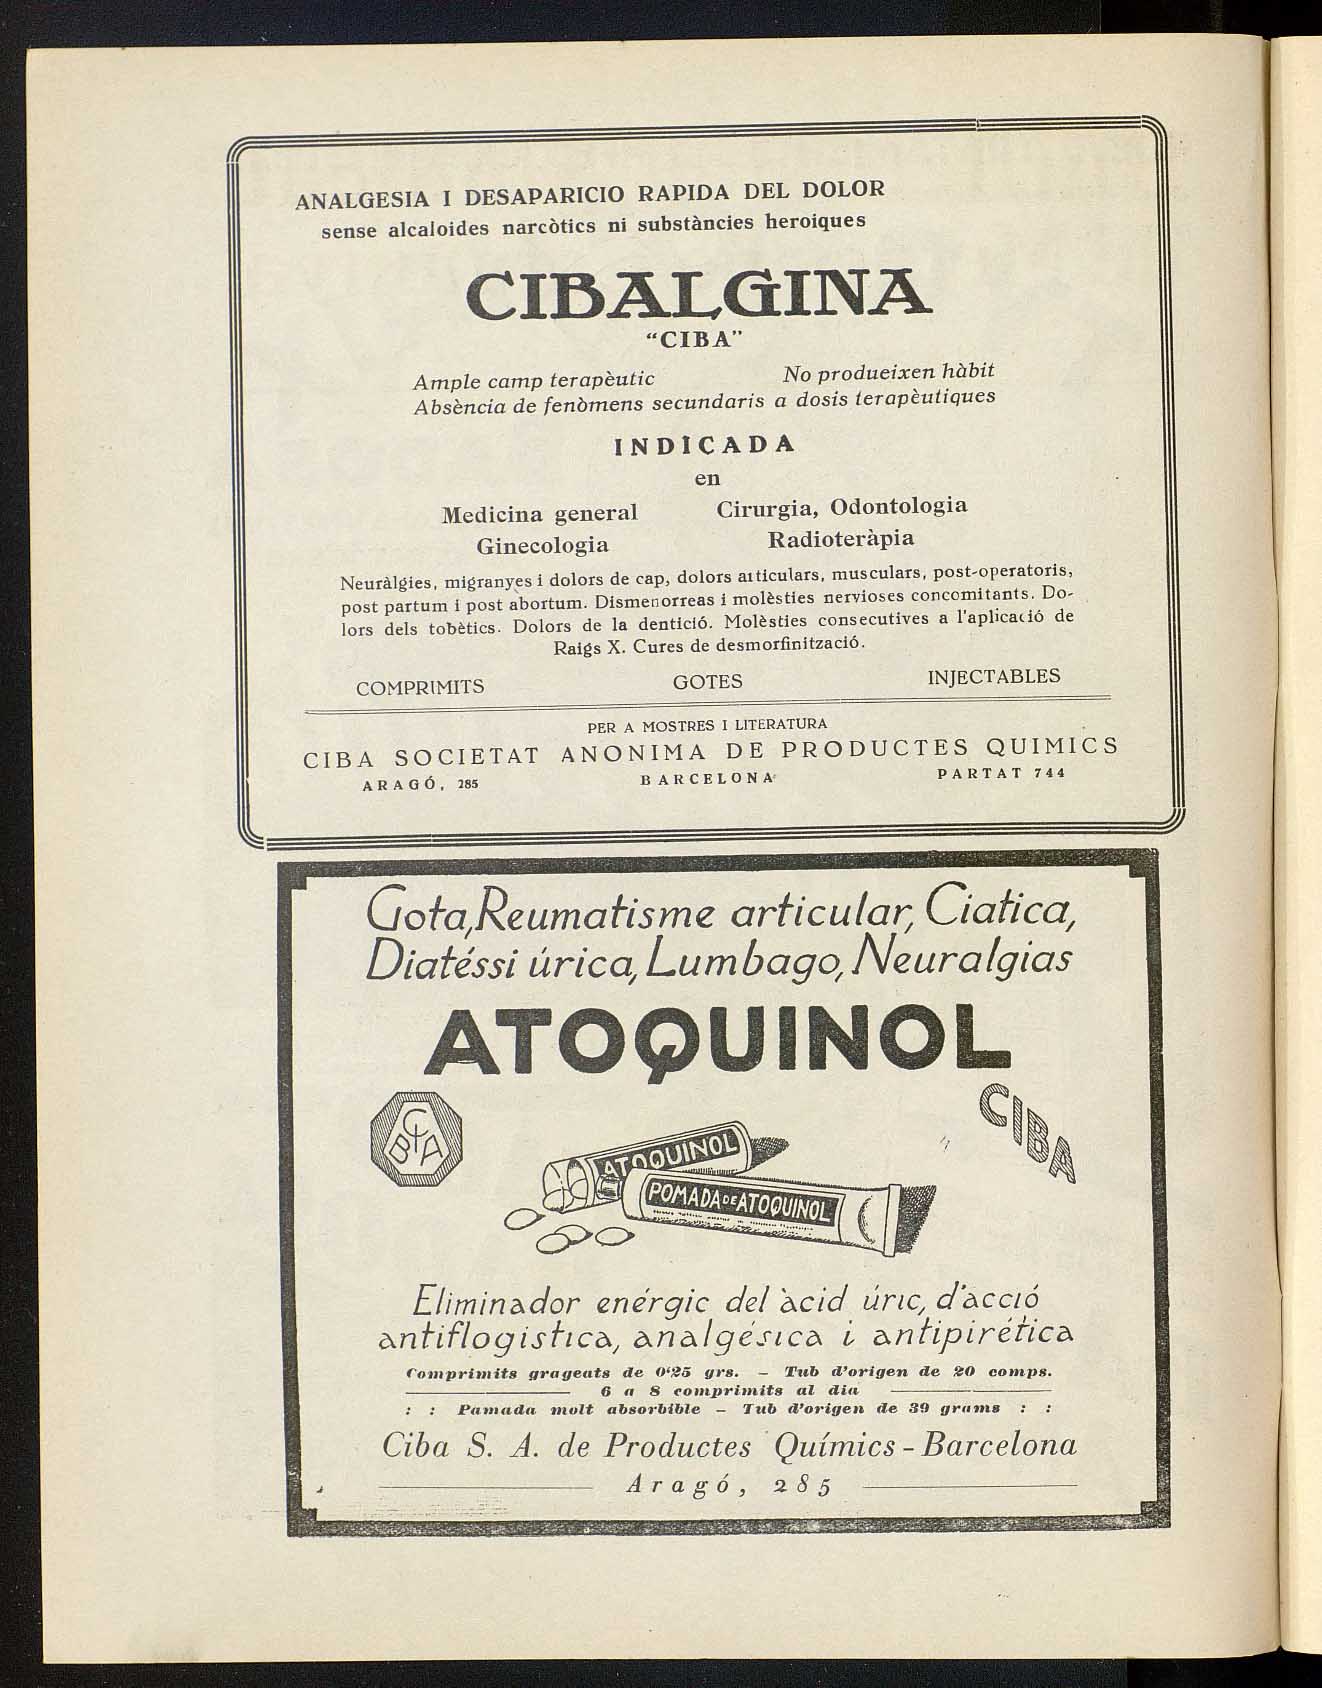 ANALGESIA I DESAPARICIO RAPIDA DEL DOLOR
sense alcaloides narcòtics ni substàncies heroiques
CIBALGINA
"CIBA"
Ample camp terapèutic No produeixen hàbit
Absència de fenòmens secundaris a dosis terapèutiques
INDICADA
en
Medicina general Cirurgia, Odontologia
Ginecologia Radioteràpia
Neuràlgies, migranyes i dolors de cap, dolors articulars, musculars, post-operatoris,
post partum i post abortum. Dismenorreas i molèsties nervioses concomitants. Do-
lors dels tobètics. Dolors de la dentició. Molèsties consecutives a l'aplicació de
Raigs X. Cures de desmorfinització.
COMPRIMITS GOTES INJECTABLES
PER A MOSTRES I LITERATURA
CIBA SOCIETAT ANONIMA DE PRODUCTES QUIMICS
ARAGÓ, 285 BARCELONA PARTAT 744
Gota, Reumatisme articular, Ciatica,
Diatéssi úrica, Lumbago, Neuralgias
ATOQUINOL
CIBA
CIBA
ATOQUINOL
POMADA DE ATOQUINOL
Eliminador enérgic del àcid úric, d'acció
antiflogistica, analgésica i antipirética
Comprimits grageats de 0'25 grs. – Tub d'origen de 20 comps.
6 a 8 comprimits al dia
: : Pamada molt absorbible – Tub d'origen de 39 grams : :
Ciba S. A. de Productes Químics - Barcelona
Aragó, 285